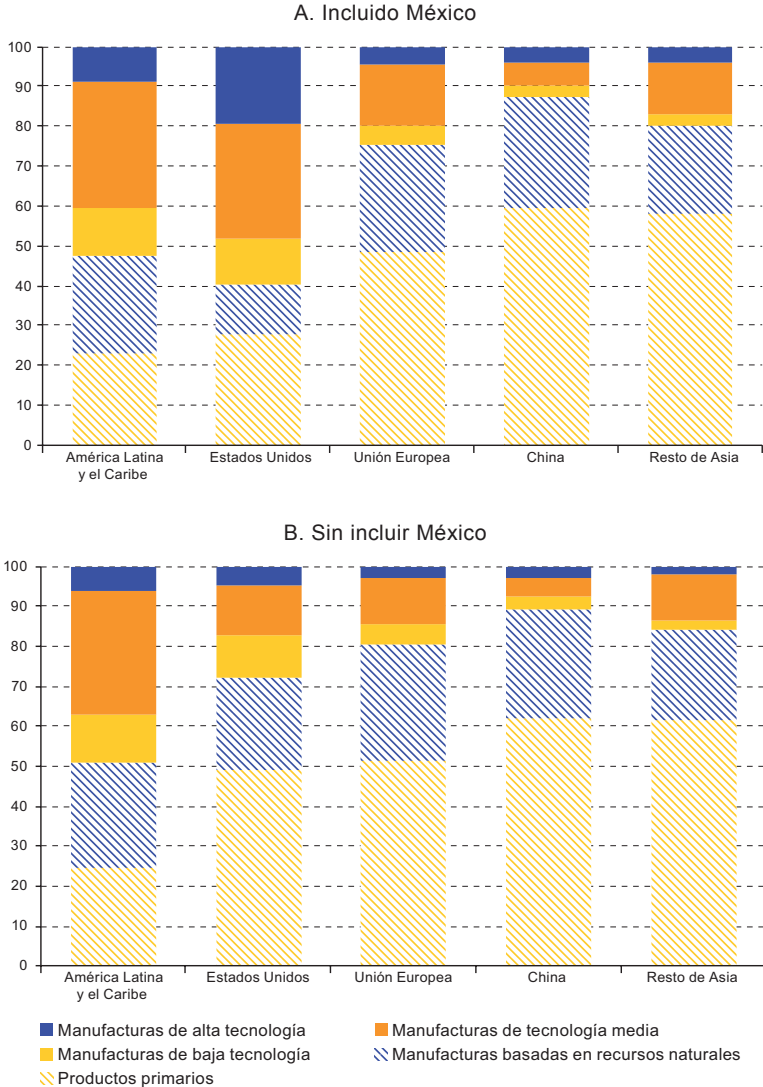 A. Incluido México
100
90
80
70
60
50
40
30
20
10
0
América Latina
y el Caribe
Estados Unidos
Unión Europea
China
Resto de Asia
B. Sin incluir México
100
90
80
70
60
50
40
30
20
10
0
América Latina
y el Caribe
Estados Unidos
Unión Europea
China
Resto de Asia
Manufacturas de alta tecnología
Manufacturas de tecnología media
Manufacturas de baja tecnología
Manufacturas basadas en recursos naturales
Productos primarios